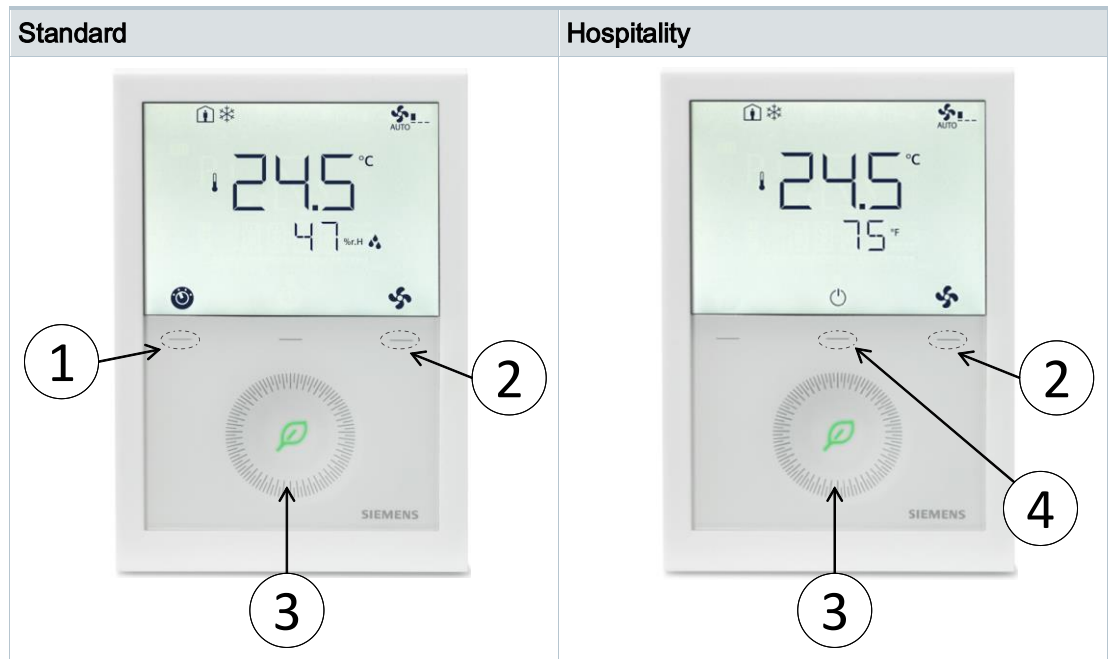 Standard
Hospitality
AUTO
24.5 °C
47 %r.H
1
2
3
SIEMENS
AUTO
24.5 °C
75 °F
2
4
3
SIEMENS